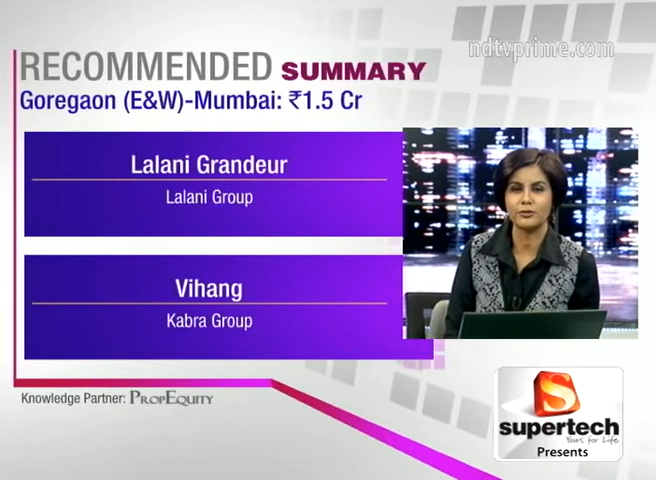 ndtvprime.com
RECOMMENDED SUMMARY
Goregaon (E&W)-Mumbai: ₹1.5 Cr
Lalani Grandeur
Lalani Group
Vihang
Kabra Group
Knowledge Partner: PROPEQUITY
S
supertech
Yours for Life
Presents